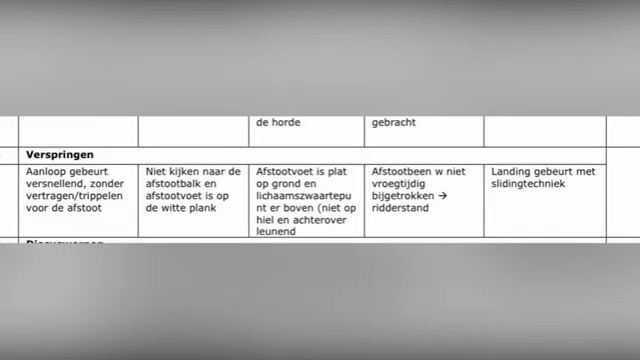 de horde
gebracht
Verspringen
Aanloop gebeurt
versnellend, zonder
vertragen/trippelen
voor de afstoot
Niet kijken naar de
afstootbalk en
afstootvoet is op
de witte plank
Afstootvoet is plat
op grond en
lichaamszwaartepu
nt er boven (niet op
hiel en achterover
leunend
Afstootbeen w niet
vroegtijdig
bijgetrokken →
ridderstand
Landing gebeurt met
slidingtechniek